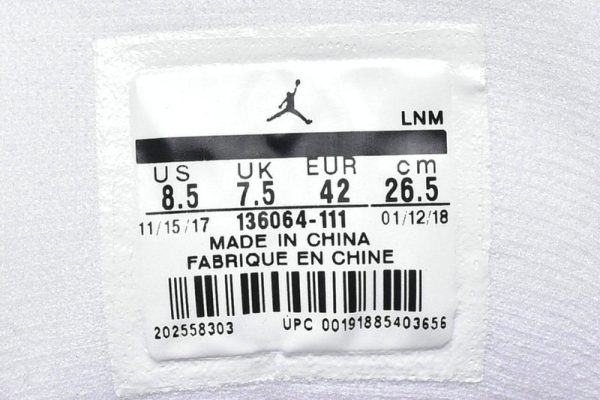 LNM
US UK EUR cm
8.5 7.5 42 26.5
11/15/17 136064-111 01/12/18
MADE IN CHINA
FABRIQUE EN CHINE
202558303 UPC 00191885403656